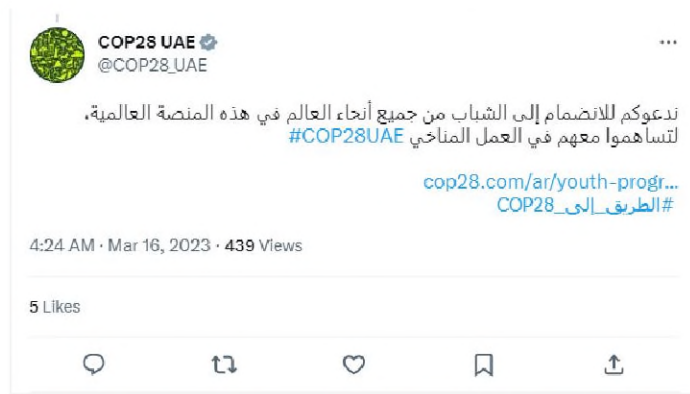 COP28 UAE
@COP28_UAE
ندعوكم للانضمام إلى الشباب من جميع أنحاء العالم في هذه المنصة العالمية،
لتساهموا معهم في العمل المناخي #COP28UAE
cop28.com/ar/youth-progr...
#الطريق_إلى_COP28
4:24 AM · Mar 16, 2023 · 439 Views
5 Likes